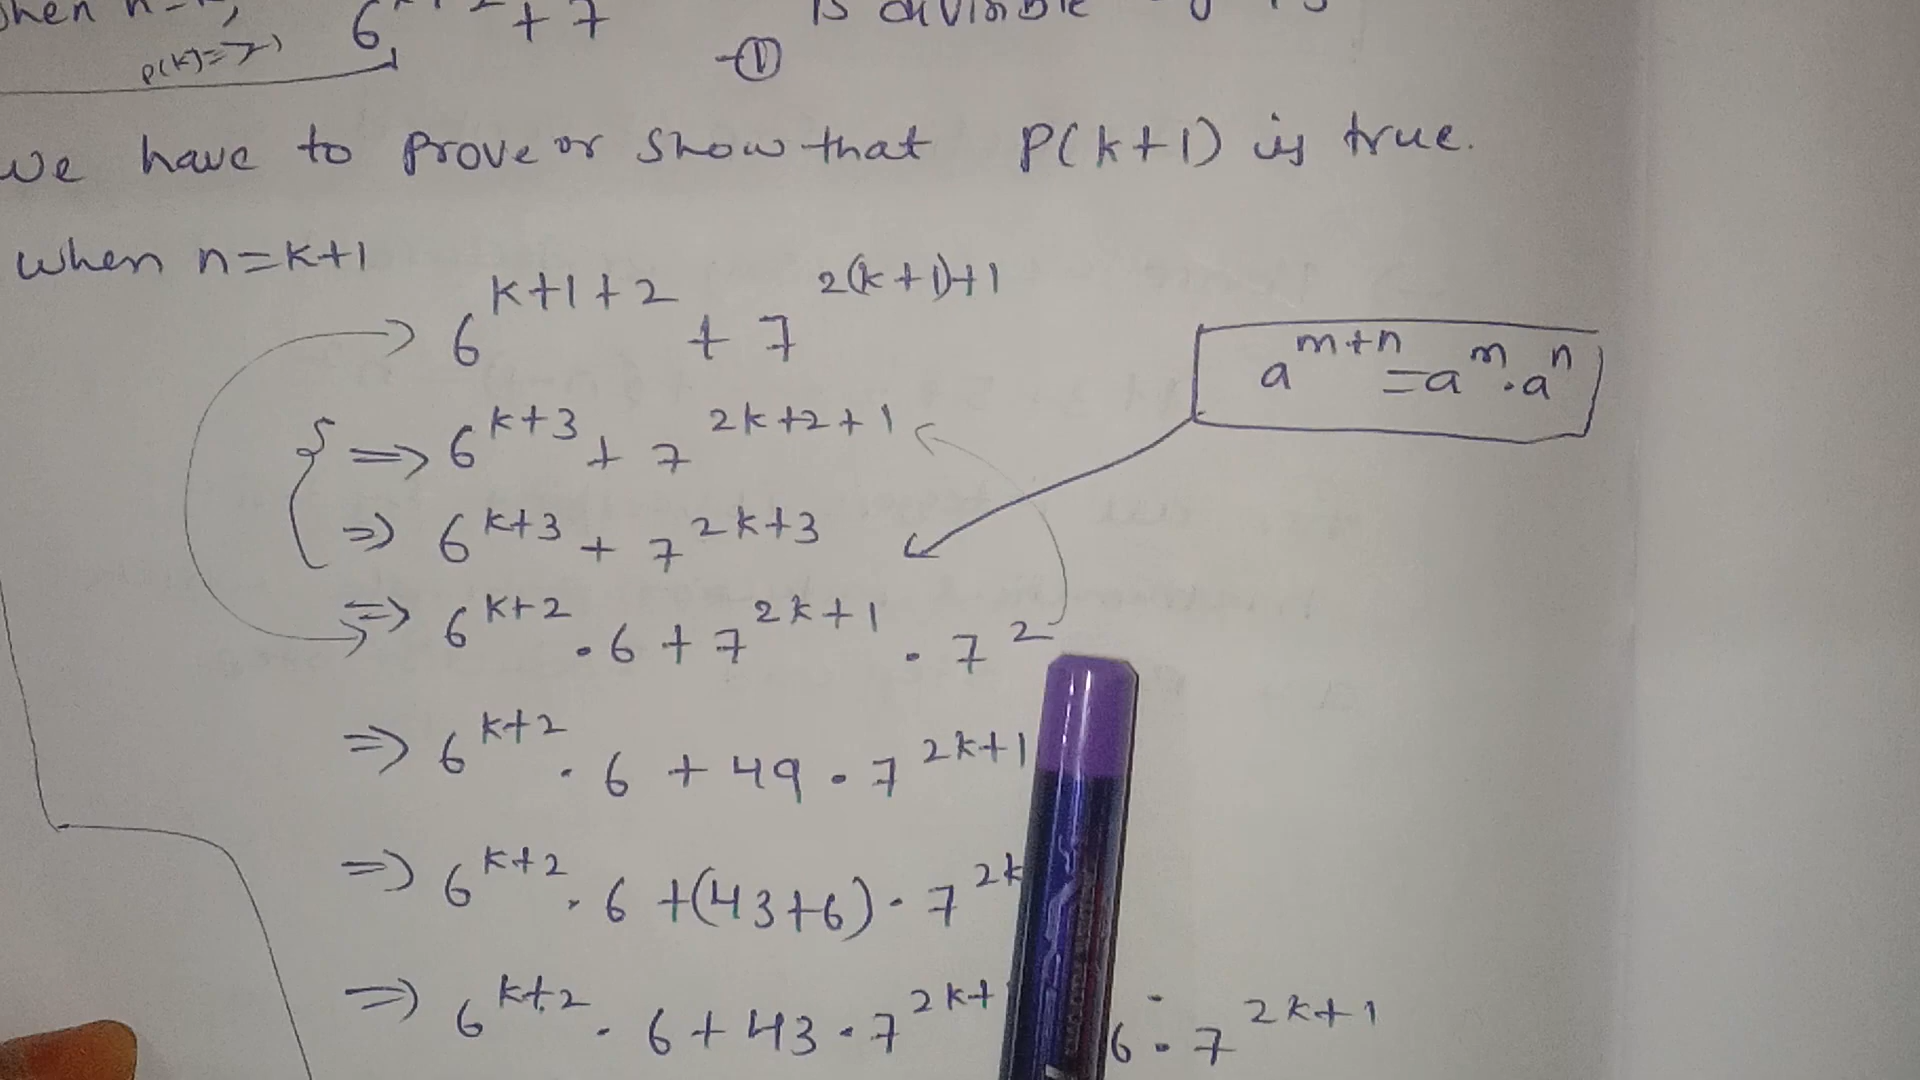 6 + 7 is
P(k)=7) ①
we have to prove or show that P(k+1) is true.
when n=k+1
6^{k+1+2} + 7^{2(k+1)+1}
a^{m+n} = a^m . a^n
{ => 6^{k+3} + 7^{2k+2+1}
=> 6^{k+3} + 7^{2k+3}
=> 6^{k+2} . 6 + 7^{2k+1} . 7^2
=> 6^{k+2} . 6 + 49 . 7^{2k+1}
=> 6^{k+2} . 6 + (43+6) . 7^{2k
=> 6^{k+2} . 6 + 43 . 7^{2k+ 6 . 7^{2k+1}